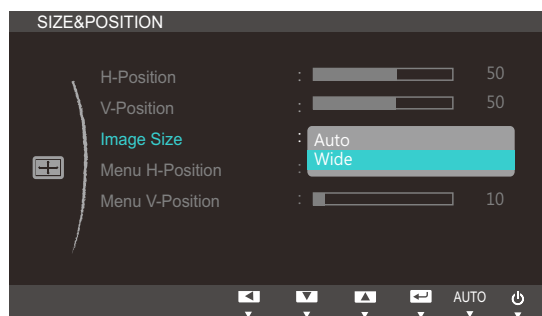 SIZE&POSITION
H-Position : 50
V-Position : 50
Image Size : Auto
Wide
Menu H-Position :
Menu V-Position : 10
AUTO